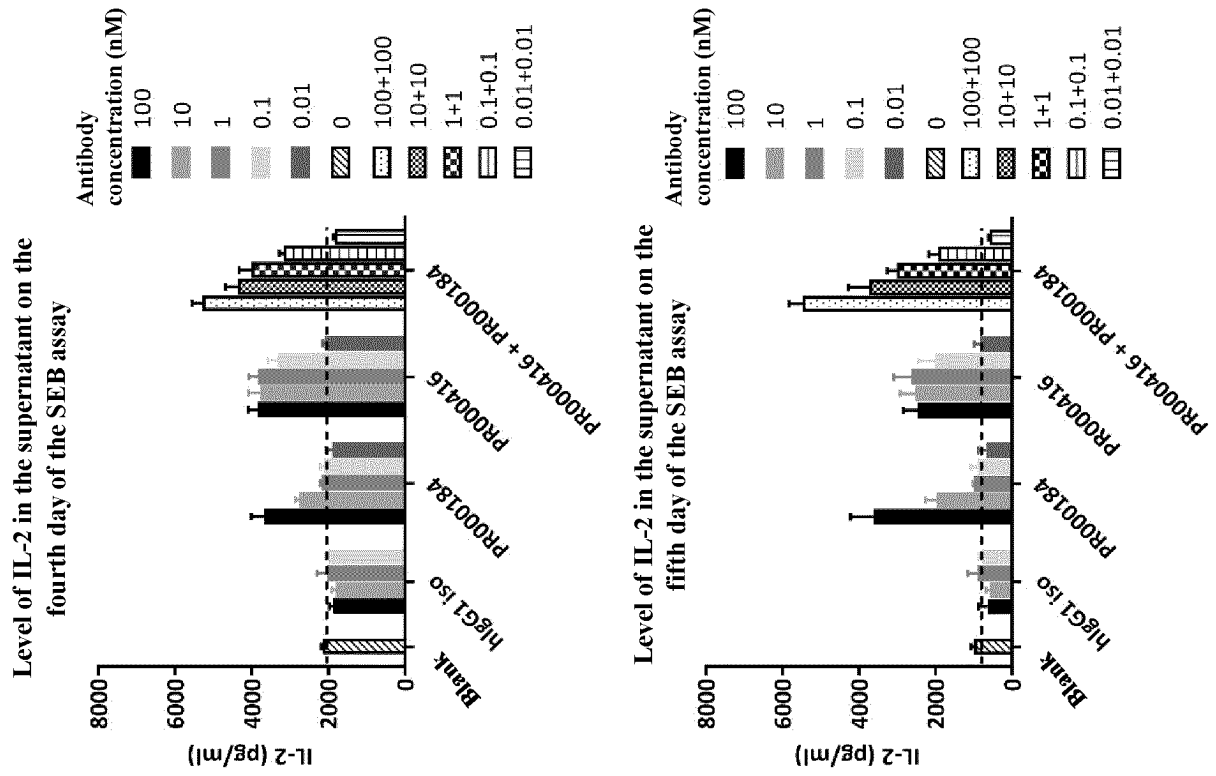 Level of IL-2 in the supernatant on the
fourth day of the SEB assay
IL-2 (pg/ml)
8000
6000
4000
2000
0
Blank
hIgG1 iso
PR000184
PR000416
PR000416 + PR000184
Antibody
concentration (nM)
100
10
1
0.1
0.01
0
100+100
10+10
1+1
0.1+0.1
0.01+0.01
Level of IL-2 in the supernatant on the
fifth day of the SEB assay
IL-2 (pg/ml)
8000
6000
4000
2000
0
Blank
hIgG1 iso
PR000184
PR000416
PR000416 + PR000184
Antibody
concentration (nM)
100
10
1
0.1
0.01
0
100+100
10+10
1+1
0.1+0.1
0.01+0.01